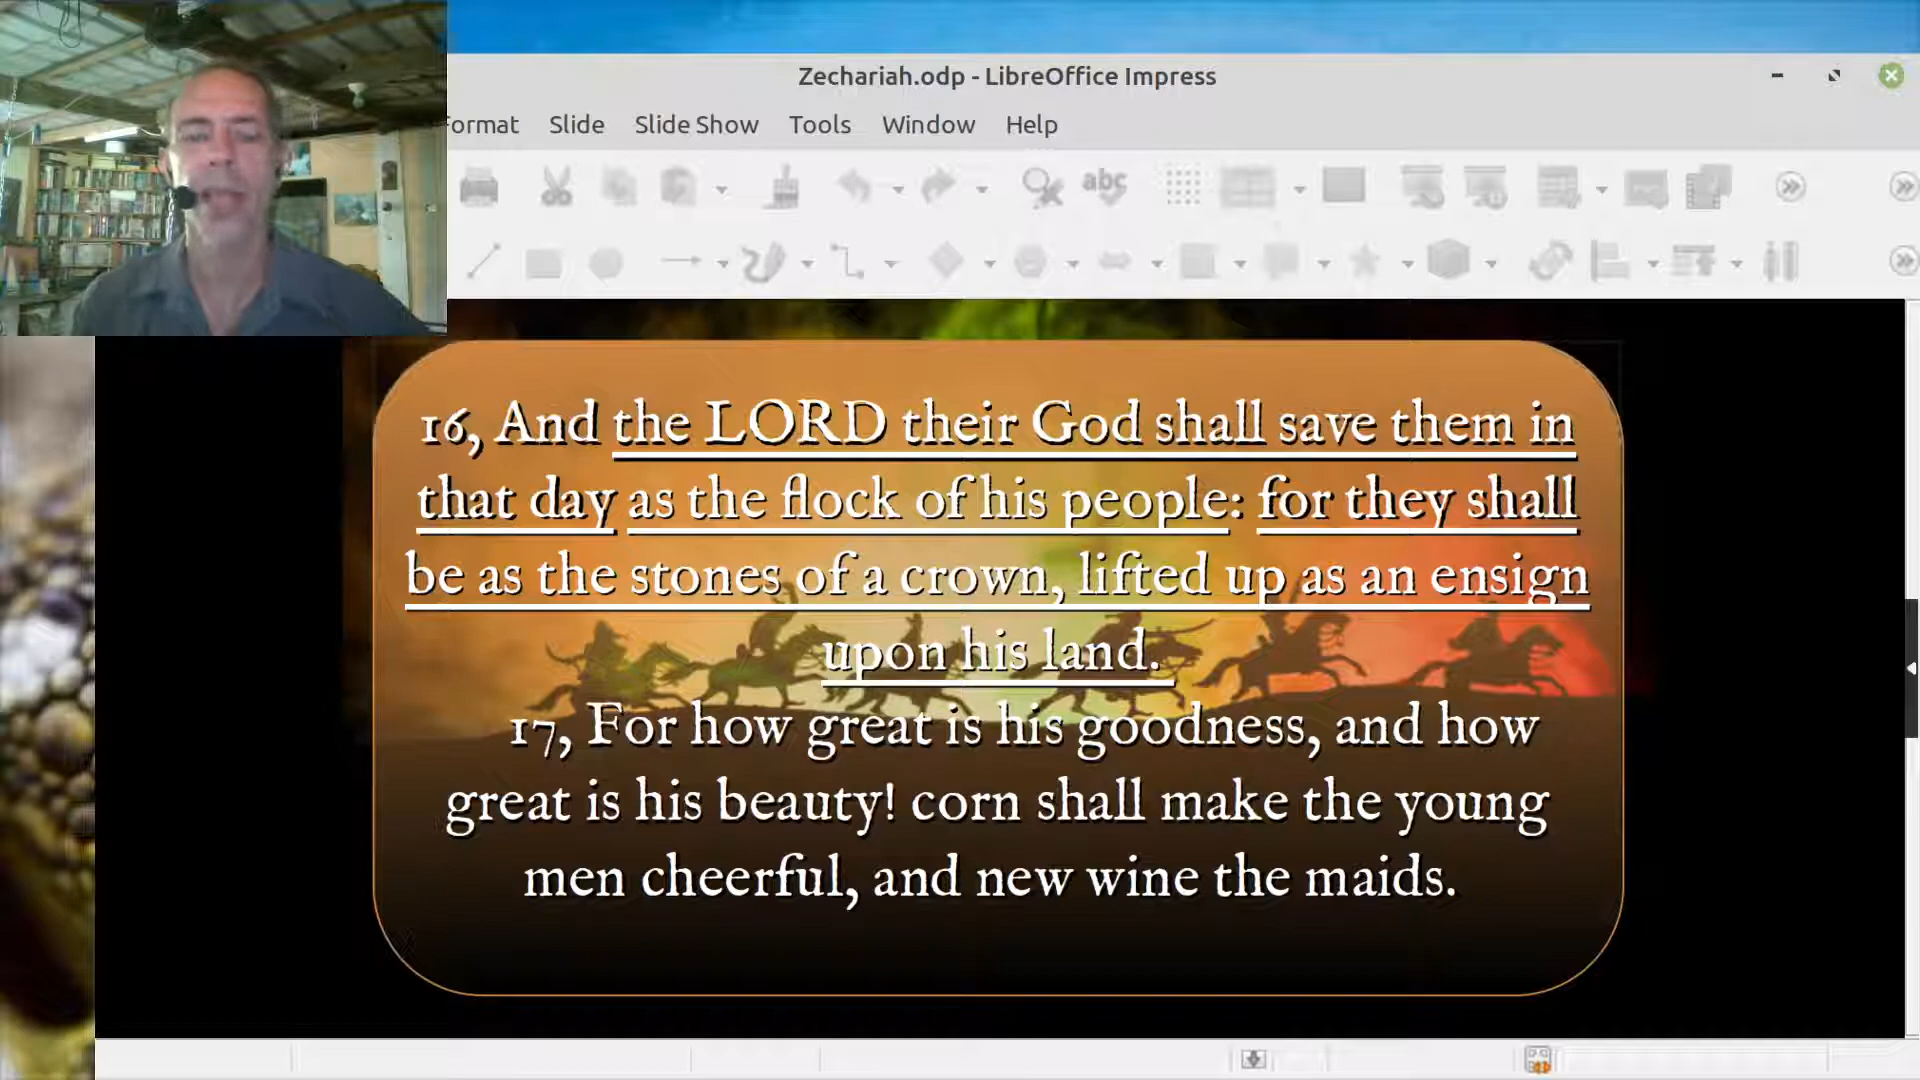 Zechariah.odp - LibreOffice Impress
Format Slide Slide Show Tools Window Help
abc
16, And the LORD their God shall save them in
that day as the flock of his people: for they shall
be as the stones of a crown, lifted up as an ensign
upon his land.
17, For how great is his goodness, and how
great is his beauty! corn shall make the young
men cheerful, and new wine the maids.